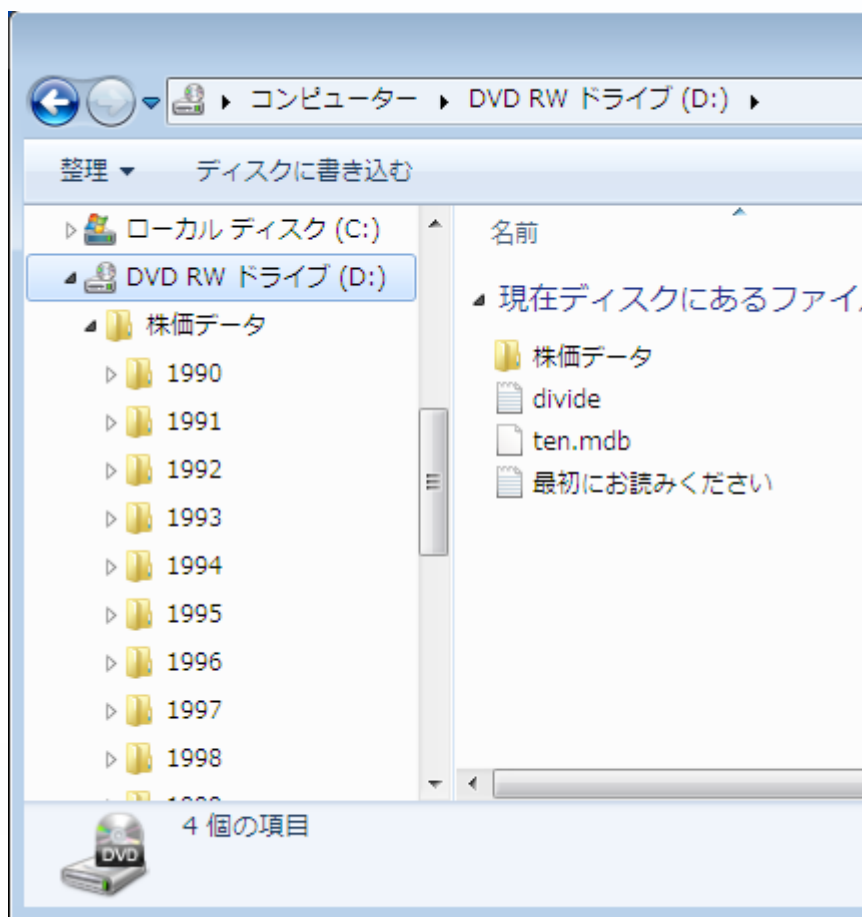 コンピューター DVD RW ドライブ (D:)
整理 ディスクに書き込む
ローカル ディスク (C:)
DVD RW ドライブ (D:)
株価データ
1990
1991
1992
1993
1994
1995
1996
1997
1998
名前
現在ディスクにあるファイ
株価データ
divide
ten.mdb
最初にお読みください
4 個の項目
DVD